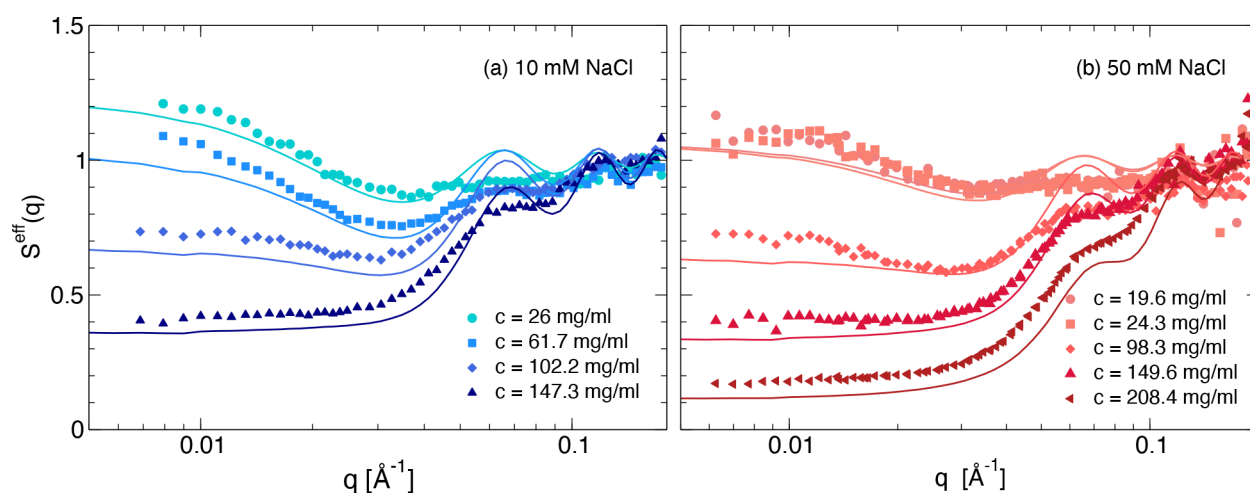 1.5
1
0.5
0
S^eff(q)
(a) 10 mM NaCl
c = 26 mg/ml
c = 61.7 mg/ml
c = 102.2 mg/ml
c = 147.3 mg/ml
0.01 0.1
q [Å⁻¹]
(b) 50 mM NaCl
c = 19.6 mg/ml
c = 24.3 mg/ml
c = 98.3 mg/ml
c = 149.6 mg/ml
c = 208.4 mg/ml
0.01 0.1
q [Å⁻¹]